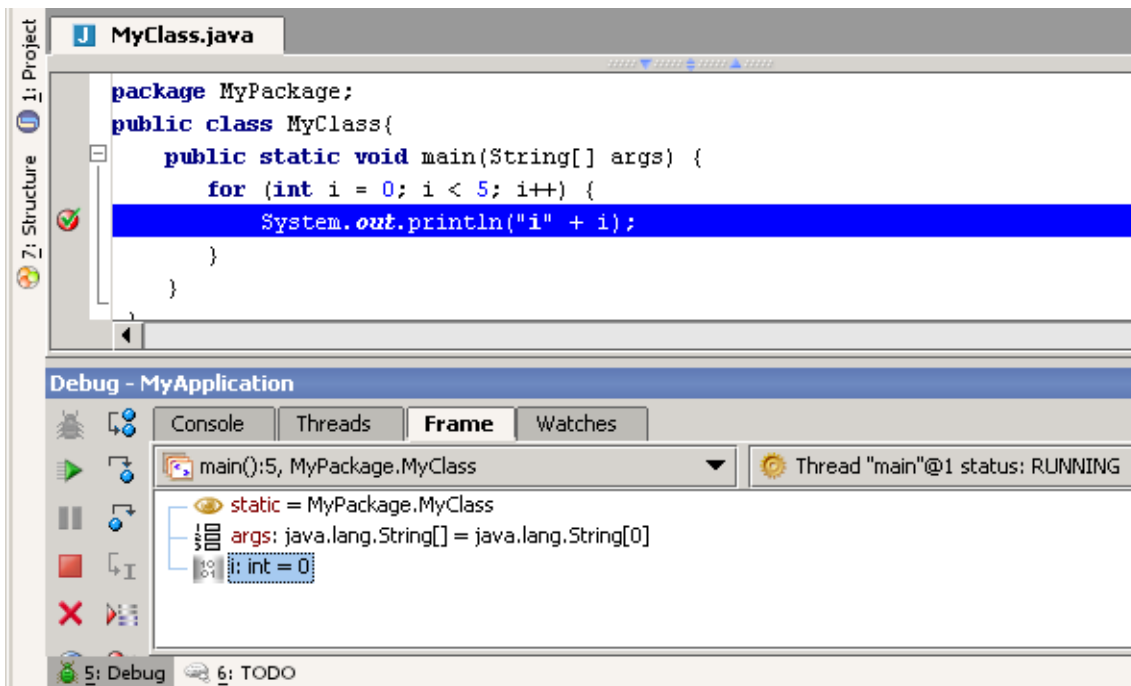 1: Project
7: Structure
J MyClass.java
package MyPackage;
public class MyClass{
public static void main(String[] args) {
for (int i = 0; i < 5; i++) {
System.out.println("i" + i);
}
}
Debug - MyApplication
Console Threads Frame Watches
main():5, MyPackage.MyClass
Thread "main"@1 status: RUNNING
static = MyPackage.MyClass
args: java.lang.String[] = java.lang.String[0]
i: int = 0
5: Debug 6: TODO